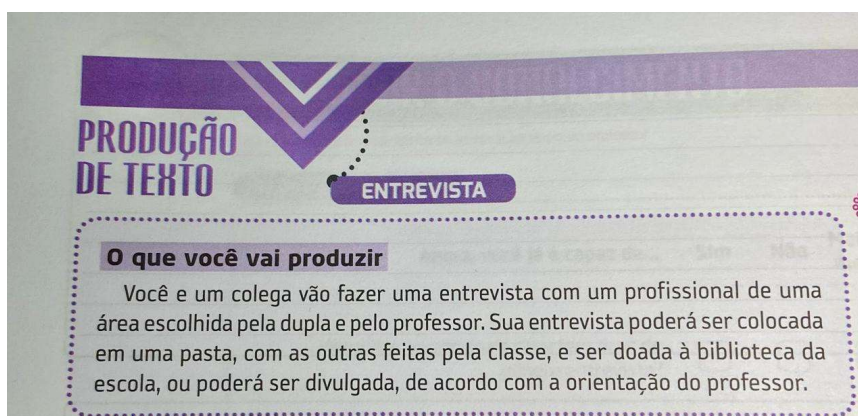 PRODUÇÃO
DE TEXTO
ENTREVISTA
O que você vai produzir
Você e um colega vão fazer uma entrevista com um profissional de uma
área escolhida pela dupla e pelo professor. Sua entrevista poderá ser colocada
em uma pasta, com as outras feitas pela classe, e ser doada à biblioteca da
escola, ou poderá ser divulgada, de acordo com a orientação do professor.